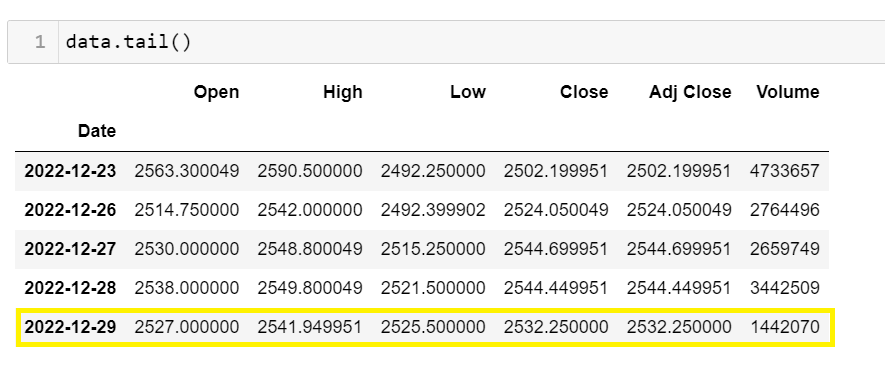 1 data.tail()
Open High Low Close Adj Close Volume
Date
2022-12-23 2563.300049 2590.500000 2492.250000 2502.199951 2502.199951 4733657
2022-12-26 2514.750000 2542.000000 2492.399902 2524.050049 2524.050049 2764496
2022-12-27 2530.000000 2548.800049 2515.250000 2544.699951 2544.699951 2659749
2022-12-28 2538.000000 2549.800049 2521.500000 2544.449951 2544.449951 3442509
2022-12-29 2527.000000 2541.949951 2525.500000 2532.250000 2532.250000 1442070